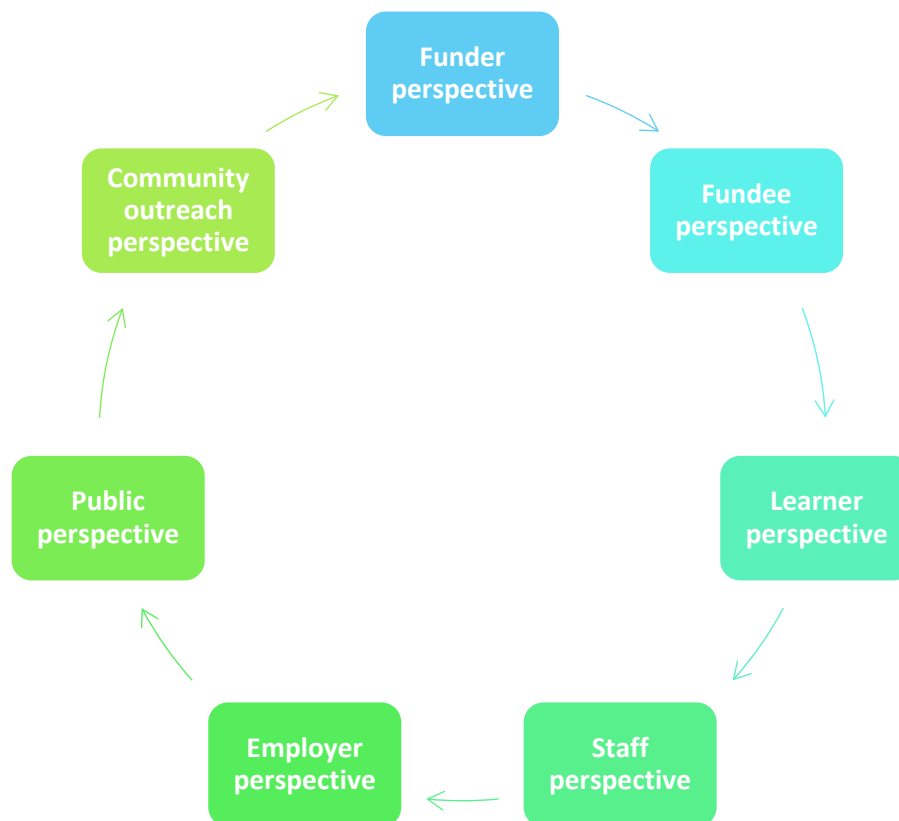 Funder
perspective
Fundee
perspective
Learner
perspective
Staff
perspective
Employer
perspective
Public
perspective
Community
outreach
perspective